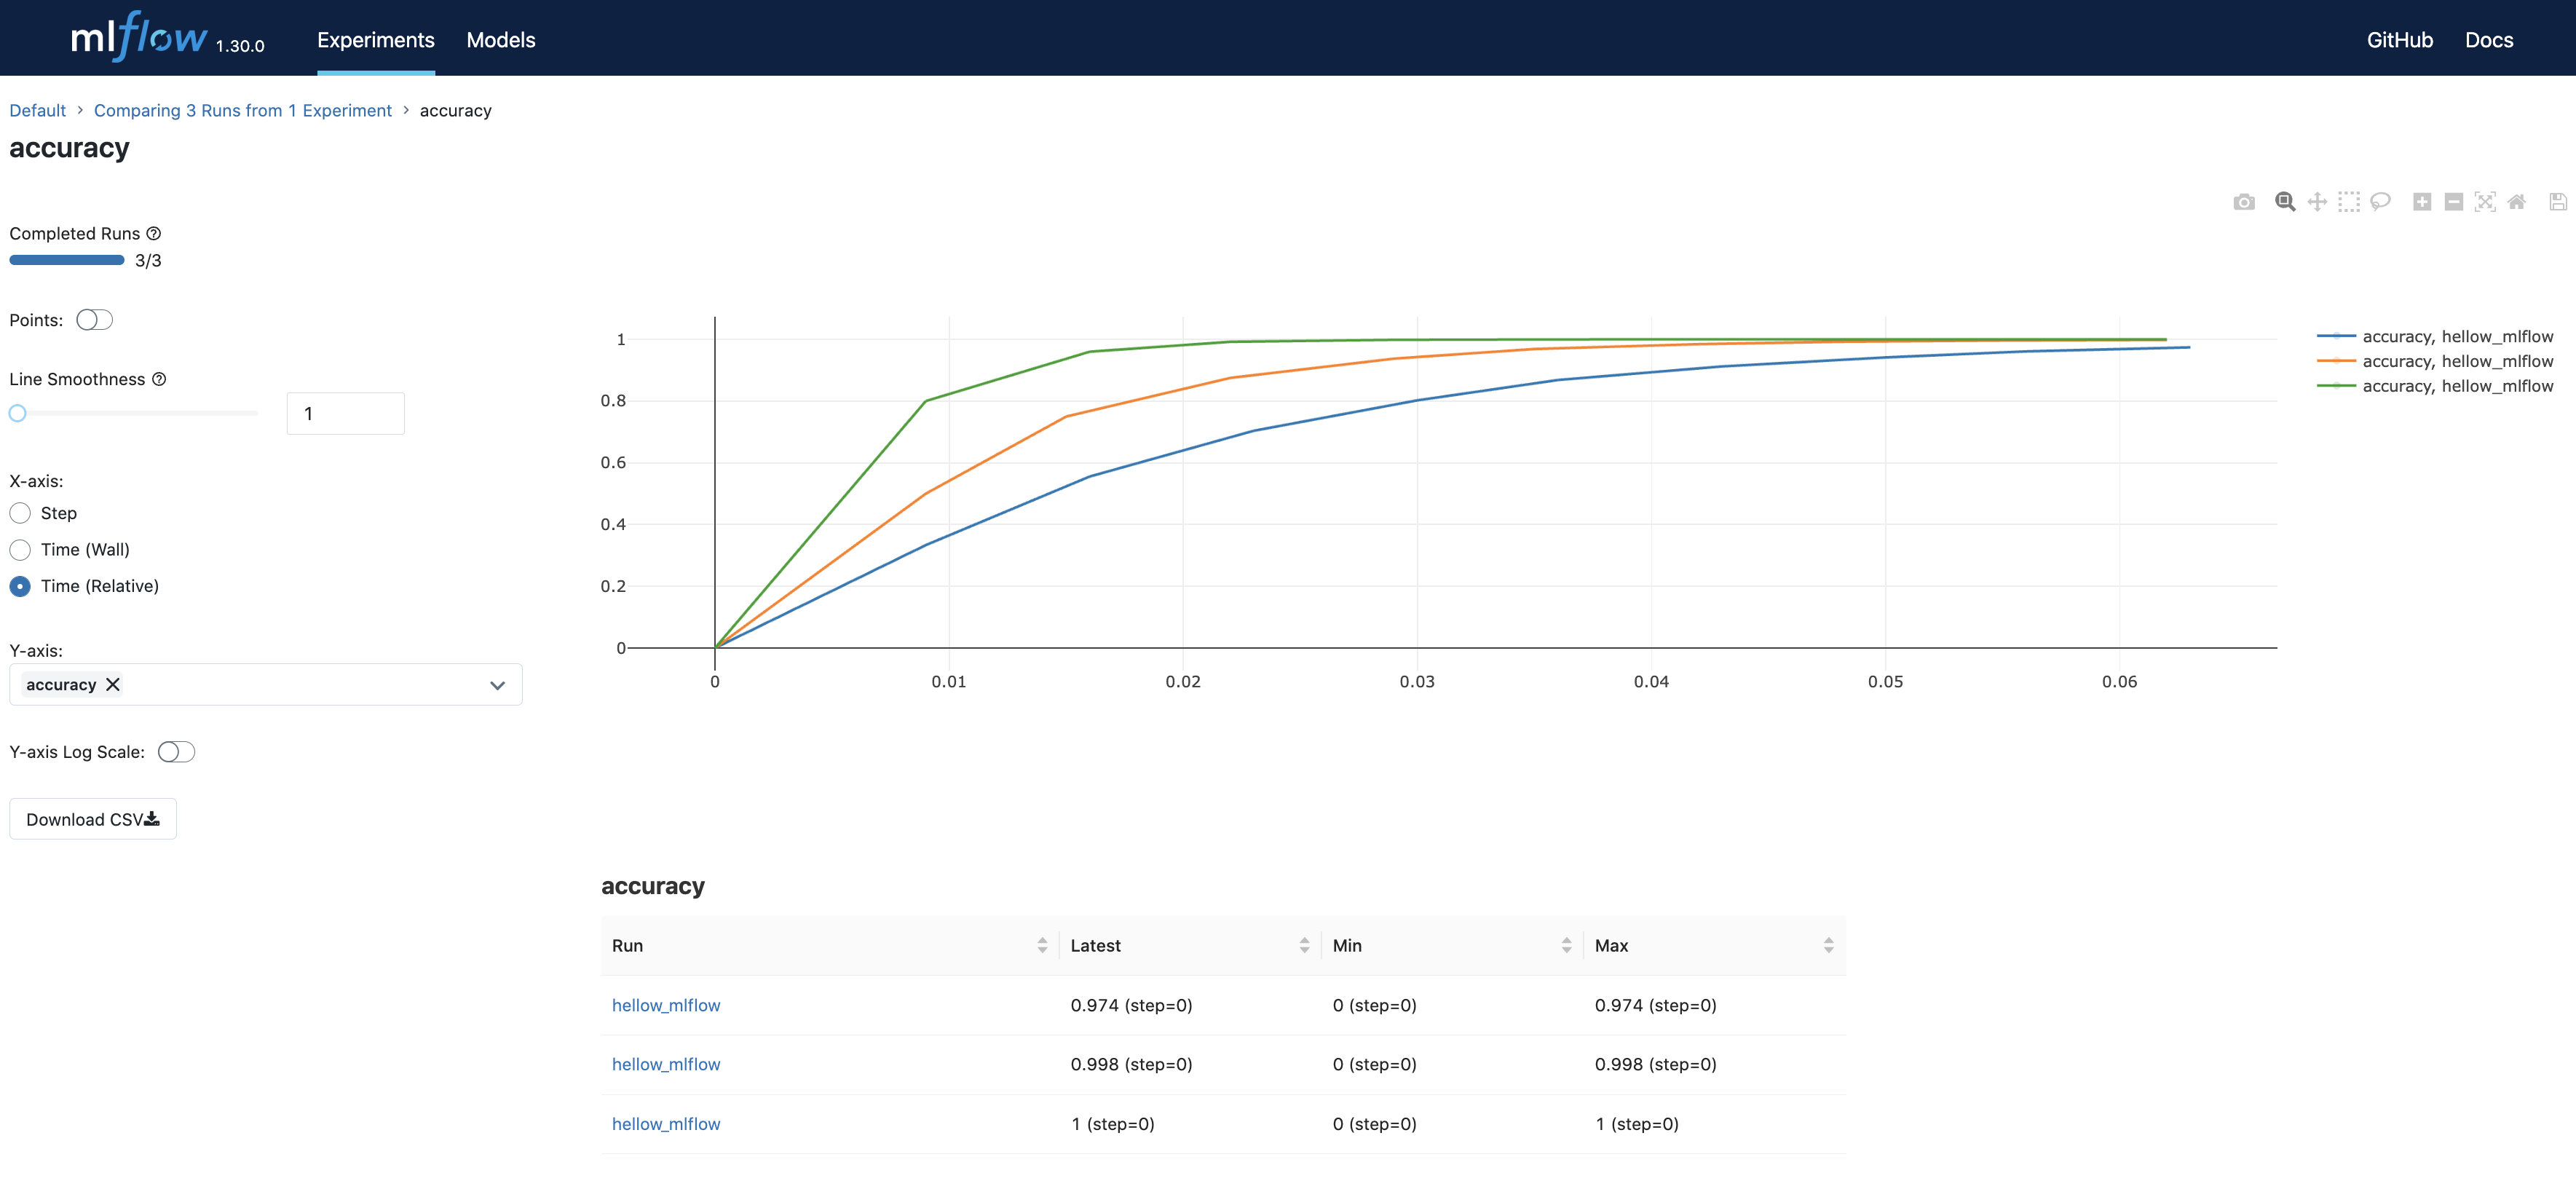 mlflow 1.30.0 Experiments Models GitHub Docs
Default > Comparing 3 Runs from 1 Experiment > accuracy
accuracy
Completed Runs
3/3
Points:
Line Smoothness
1
X-axis:
Step
Time (Wall)
Time (Relative)
Y-axis:
accuracy
Y-axis Log Scale:
Download CSV
1
0.8
0.6
0.4
0.2
0
0 0.01 0.02 0.03 0.04 0.05 0.06
accuracy, hellow_mlflow
accuracy, hellow_mlflow
accuracy, hellow_mlflow
accuracy
Run Latest Min Max
hellow_mlflow 0.974 (step=0) 0 (step=0) 0.974 (step=0)
hellow_mlflow 0.998 (step=0) 0 (step=0) 0.998 (step=0)
hellow_mlflow 1 (step=0) 0 (step=0) 1 (step=0)